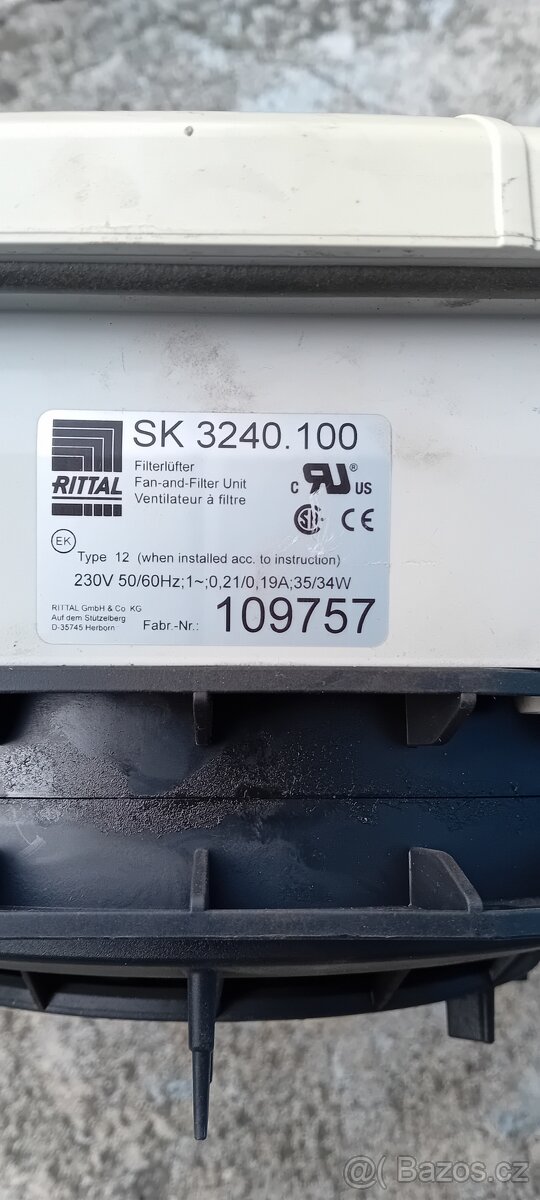 SK 3240.100
RITTAL
Filterlüfter
Fan-and-Filter Unit
Ventilateur à filtre
C RU® US
CE
EK
Type 12 (when installed acc. to instruction)
230V 50/60Hz;1~;0,21/0,19A;35/34W
RITTAL GmbH & Co KG
Auf dem Stützelberg
D-35745 Herborn
Fabr.-Nr.: 109757
@ Bazos.cz